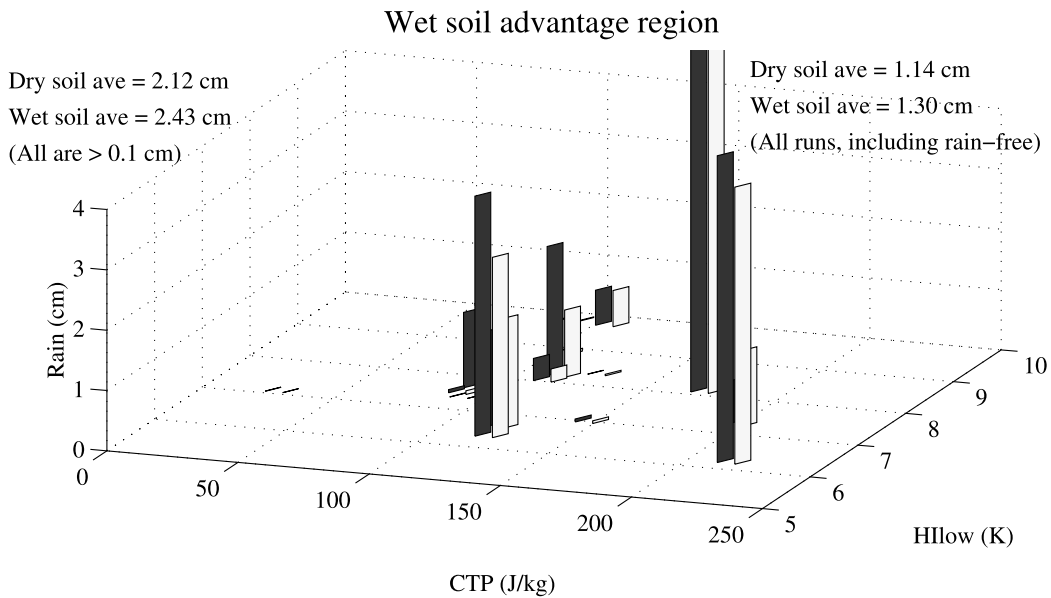 Wet soil advantage region
Dry soil ave = 2.12 cm
Wet soil ave = 2.43 cm
(All are > 0.1 cm)
Dry soil ave = 1.14 cm
Wet soil ave = 1.30 cm
(All runs, including rain−free)
4
3
2
1
0
Rain (cm)
0
50
100
150
200
250
CTP (J/kg)
5
6
7
8
9
10
HIlow (K)